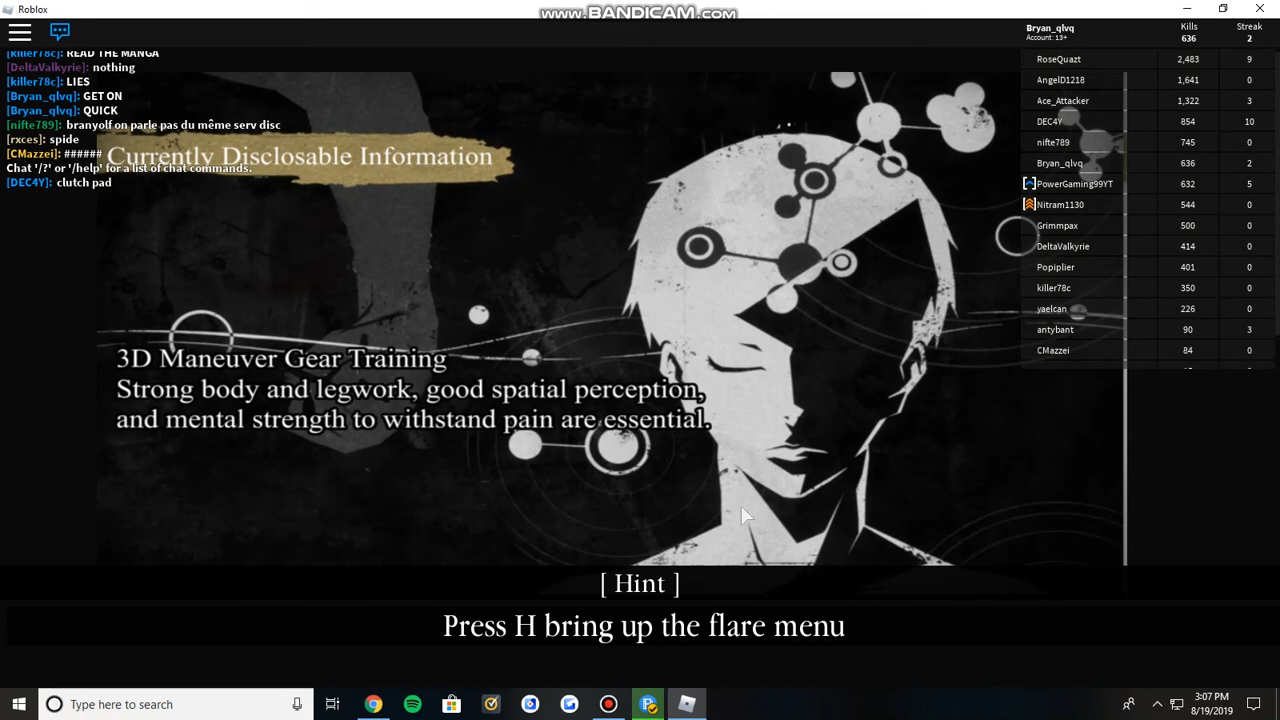 Roblox
www.BANDICAM.com
Bryan_qlvq
Account: 13+
Kills
636
Streak
2
RoseQuazt 2,483 9
AngelD1218 1,641 0
Ace_Attacker 1,322 3
DEC4Y 854 10
nifte789 745 0
Bryan_qlvq 636 2
PowerGaming99YT 632 5
Nitram1130 544 0
Grimmpax 500 0
DeltaValkyrie 414 0
Popiplier 401 0
killer78c 350 0
yaelcan 226 0
antybant 90 3
CMazzei 84 0
[killer78c]: READ THE MANGA
[DeltaValkyrie]: nothing
[killer78c]: LIES
[Bryan_qlvq]: GET ON
[Bryan_qlvq]: QUICK
[nifte789]: branyolf on parle pas du même serv disc
[rxces]: spide
[CMazzei]: ######
Chat '/?' or '/help' for a list of chat commands.
[DEC4Y]: clutch pad
Currently Disclosable Information
3D Maneuver Gear Training
Strong body and legwork, good spatial perception,
and mental strength to withstand pain are essential.
[ Hint ]
Press H bring up the flare menu
Type here to search
3:07 PM
8/19/2019